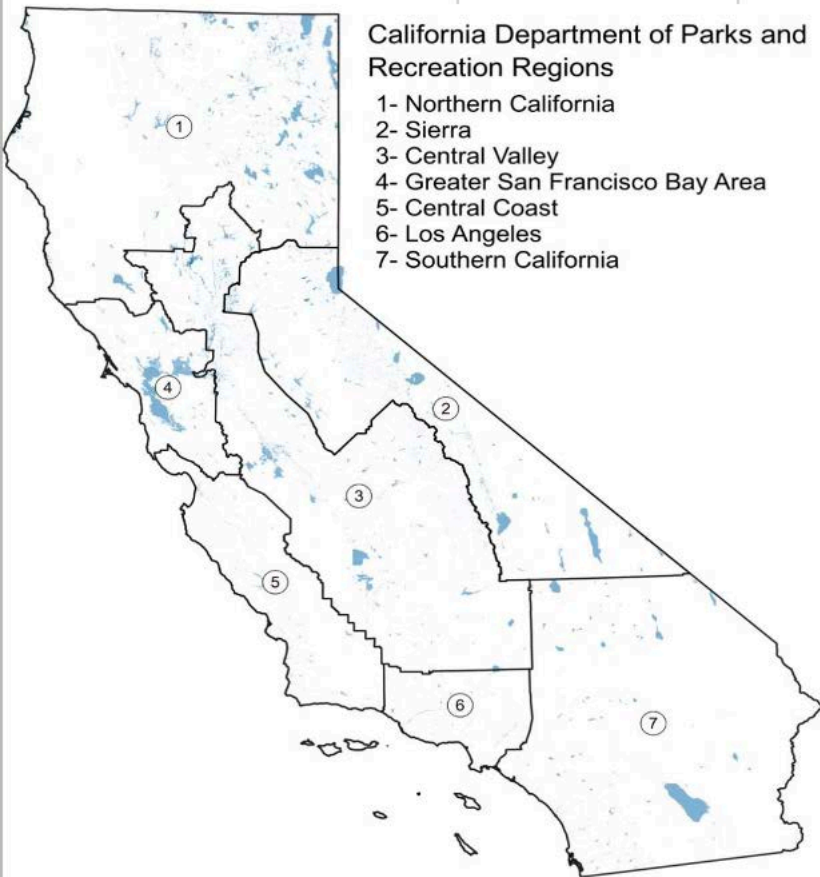 California Department of Parks and
Recreation Regions
1- Northern California
2- Sierra
3- Central Valley
4- Greater San Francisco Bay Area
5- Central Coast
6- Los Angeles
7- Southern California
1
2
4
3
5
6
7